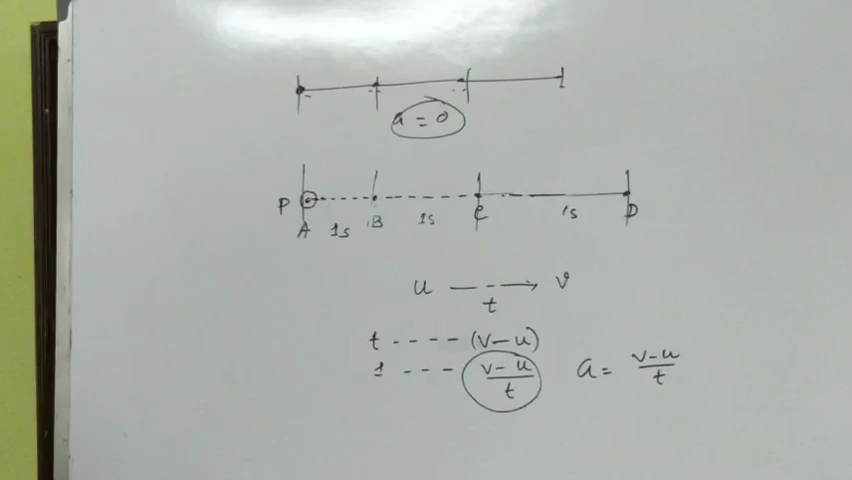 a = 0
P
A 1s B 1s C 1s D
u — - → v
t
t - - - - (v-u)
1 - - - (v-u)/t a = (v-u)/t